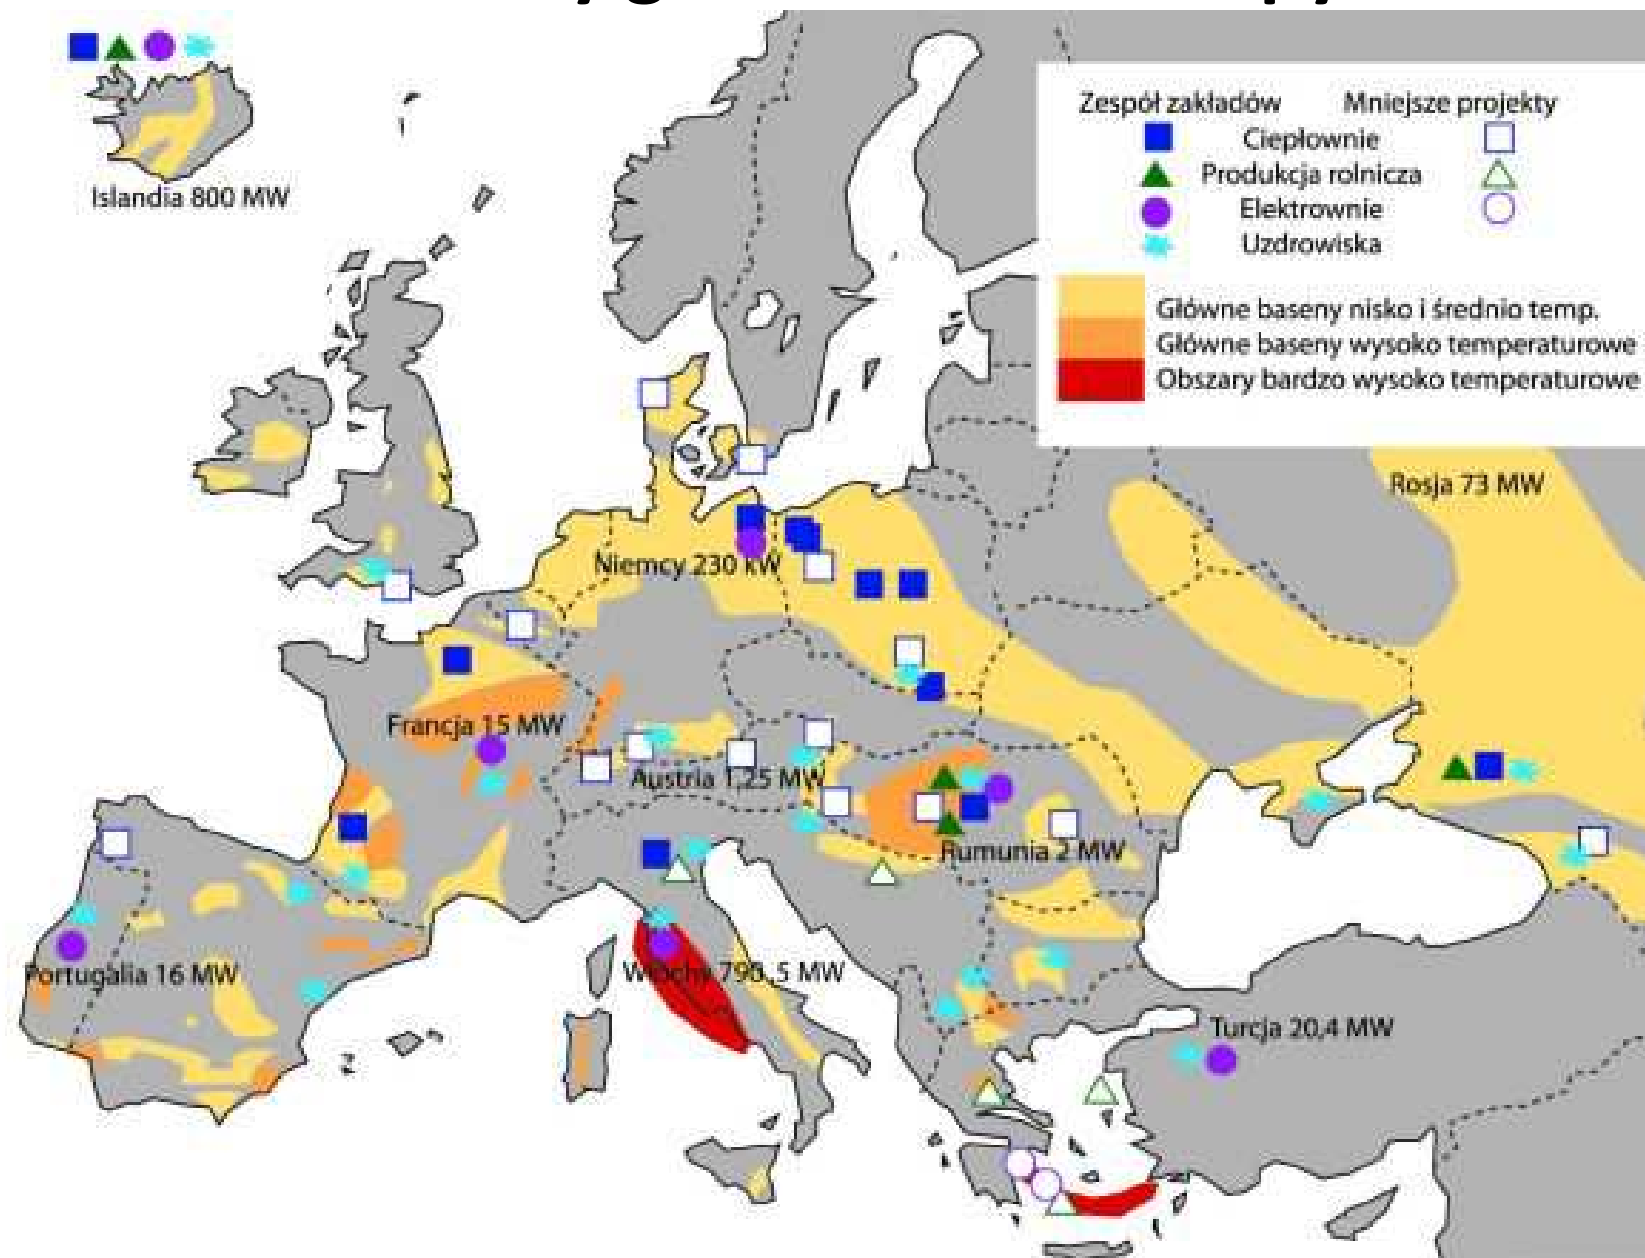 Islandia 800 MW
Zespół zakładów Mniejsze projekty
Ciepłownie
Produkcja rolnicza
Elektrownie
Uzdrowiska
Główne baseny nisko i średnio temp.
Główne baseny wysoko temperaturowe
Obszary bardzo wysoko temperaturowe
Rosja 73 MW
Niemcy 230 kW
Francja 15 MW
Austria 1,25 MW
Rumunia 2 MW
Portugalia 16 MW
Włochy 790,5 MW
Turcja 20,4 MW